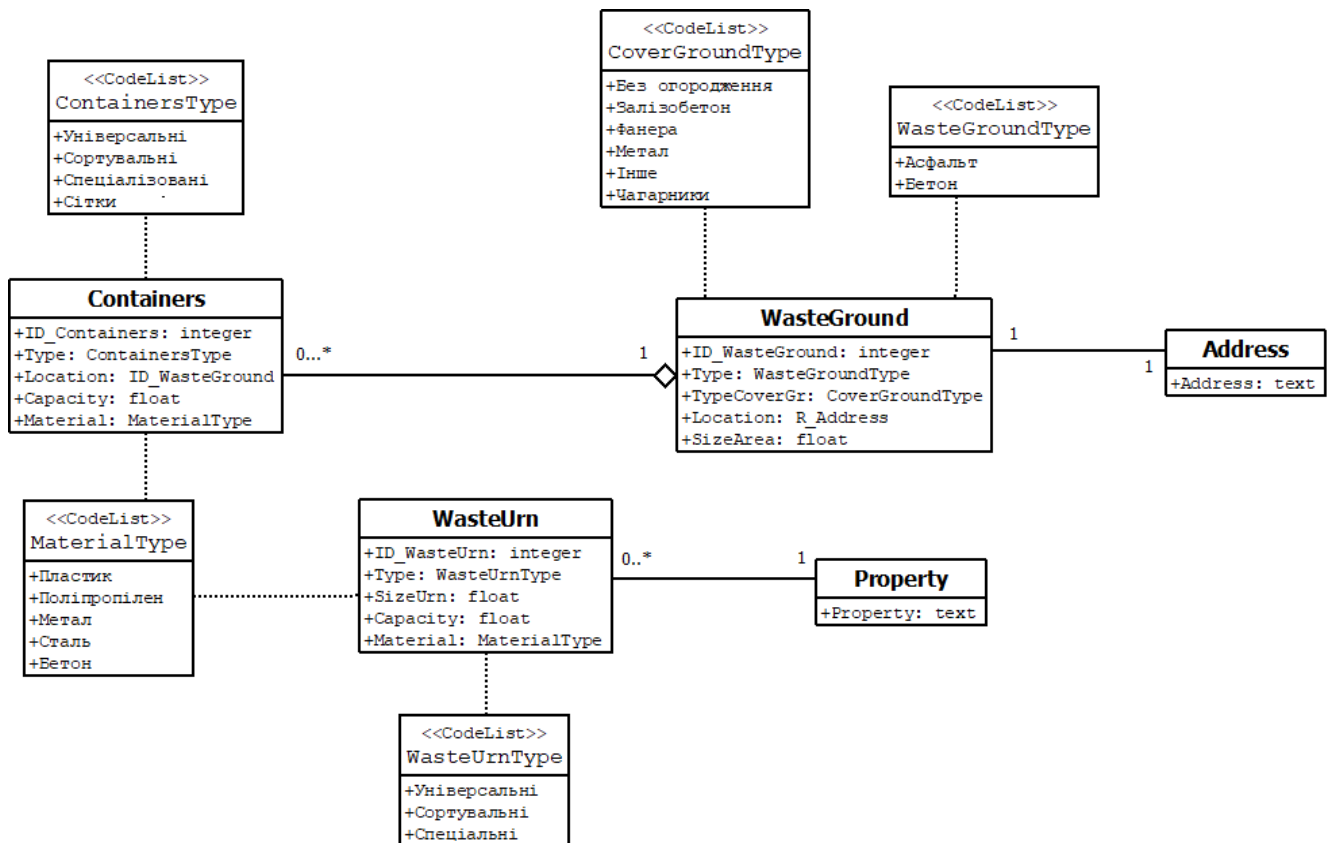 <<CodeList>>
CoverGroundType
+Без огородження
+Залізобетон
+Фанера
+Метал
+Інше
+Чагарники
<<CodeList>>
ContainersType
+Універсальні
+Сортувальні
+Спеціалізовані
+Сітки
<<CodeList>>
WasteGroundType
+Асфальт
+Бетон
Containers
+ID_Containers: integer
+Type: ContainersType
+Location: ID_WasteGround
+Capacity: float
+Material: MaterialType
0...*
1
WasteGround
+ID_WasteGround: integer
+Type: WasteGroundType
+TypeCoverGr: CoverGroundType
+Location: R_Address
+SizeArea: float
1
1
Address
+Address: text
<<CodeList>>
MaterialType
+Пластик
+Поліпропілен
+Метал
+Сталь
+Бетон
WasteUrn
+ID_WasteUrn: integer
+Type: WasteUrnType
+SizeUrn: float
+Capacity: float
+Material: MaterialType
0..*
1
Property
+Property: text
<<CodeList>>
WasteUrnType
+Універсальні
+Сортувальні
+Спеціальні